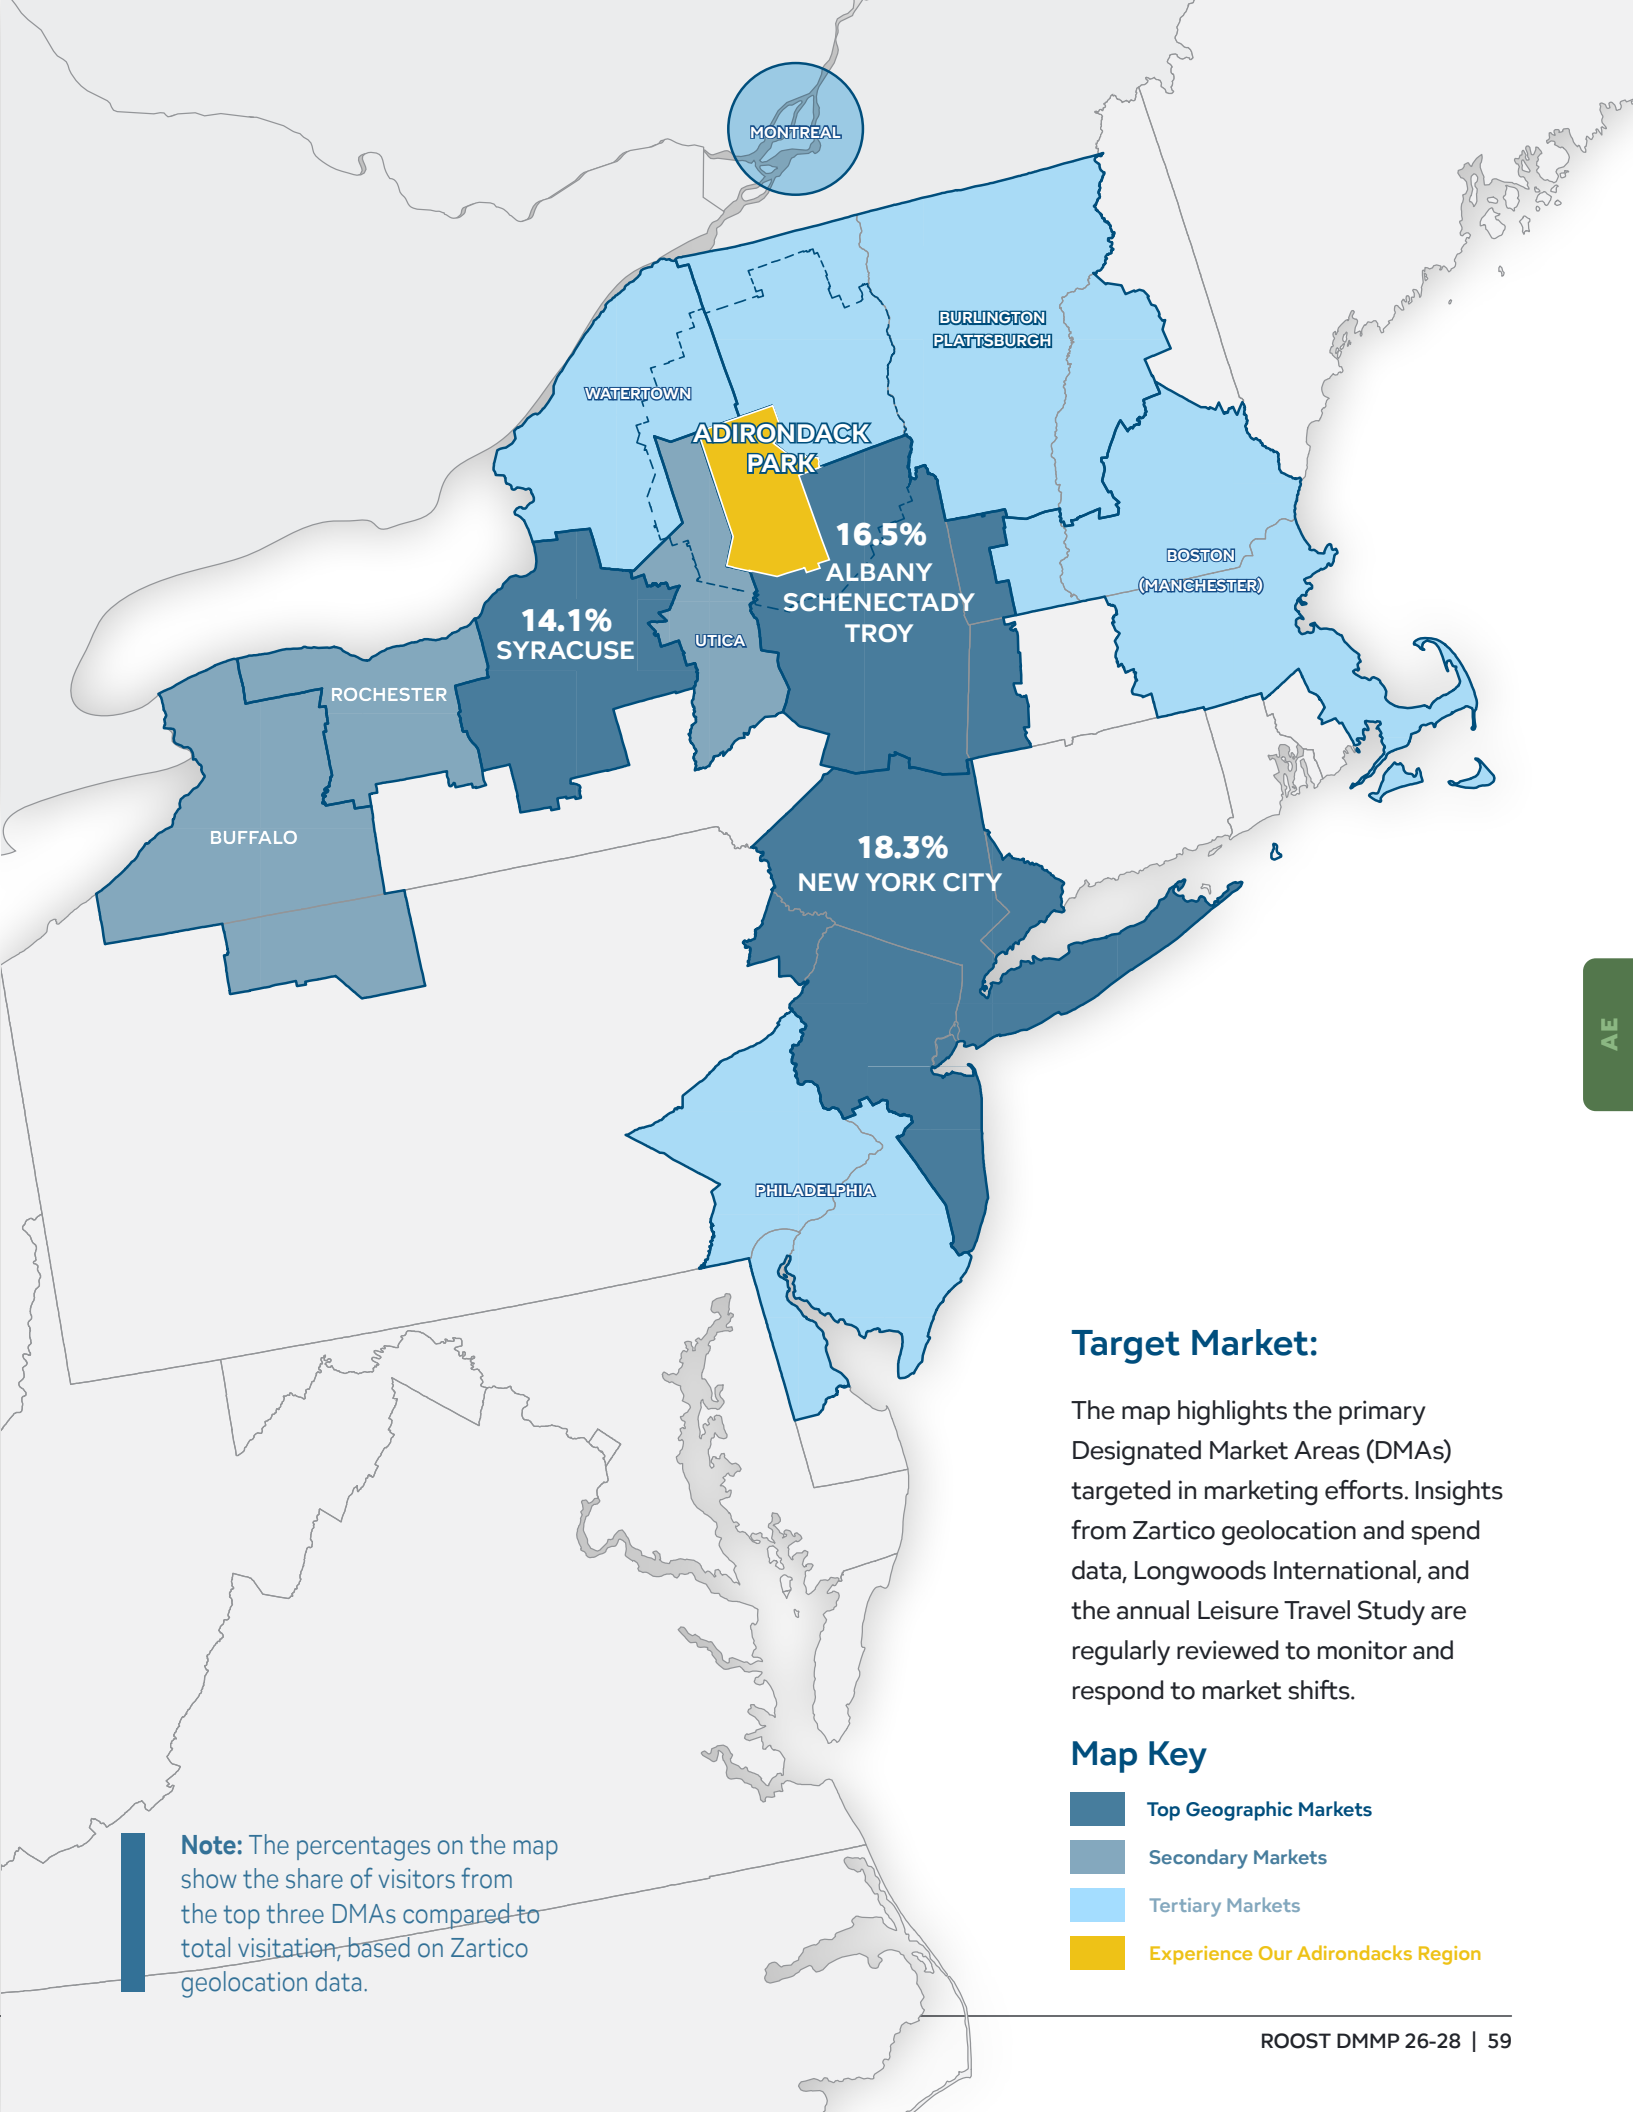 MONTREAL
BURLINGTON
PLATTSBURGH
WATERTOWN
ADIRONDACK
PARK
16.5%
ALBANY
SCHENECTADY
TROY
BOSTON
(MANCHESTER)
14.1%
SYRACUSE
UTICA
ROCHESTER
BUFFALO
18.3%
NEW YORK CITY
AE
PHILADELPHIA
Target Market:
The map highlights the primary
Designated Market Areas (DMAs)
targeted in marketing efforts. Insights
from Zartico geolocation and spend
data, Longwoods International, and
the annual Leisure Travel Study are
regularly reviewed to monitor and
respond to market shifts.
Map Key
Top Geographic Markets
Secondary Markets
Tertiary Markets
Experience Our Adirondacks Region
Note: The percentages on the map
show the share of visitors from
the top three DMAs compared to
total visitation, based on Zartico
geolocation data.
ROOST DMMP 26-28 | 59